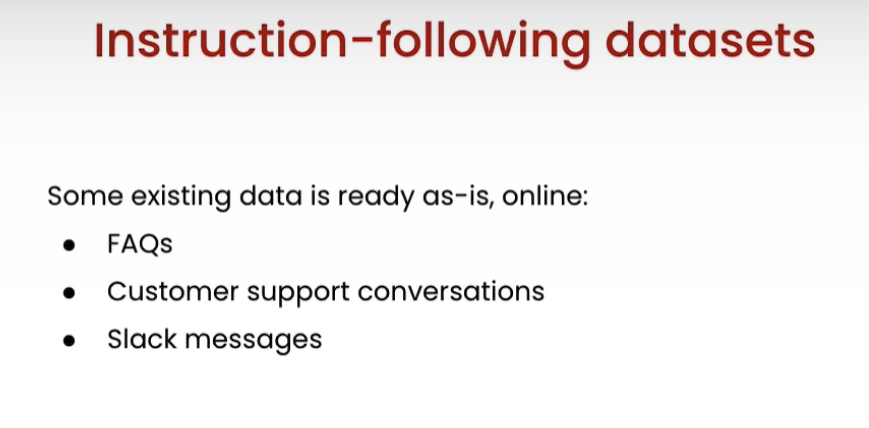 Instruction-following datasets
Some existing data is ready as-is, online:
● FAQs
● Customer support conversations
● Slack messages